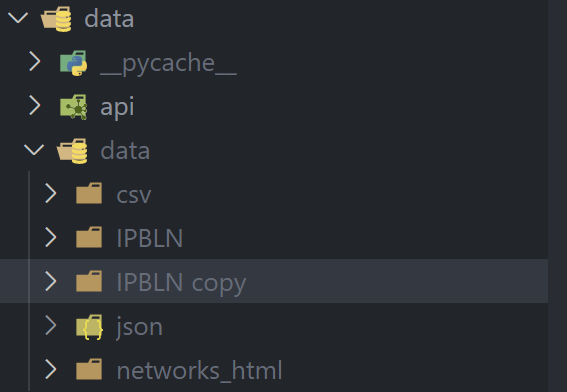 data
__pycache__
api
data
csv
IPBLN
IPBLN copy
json
networks_html